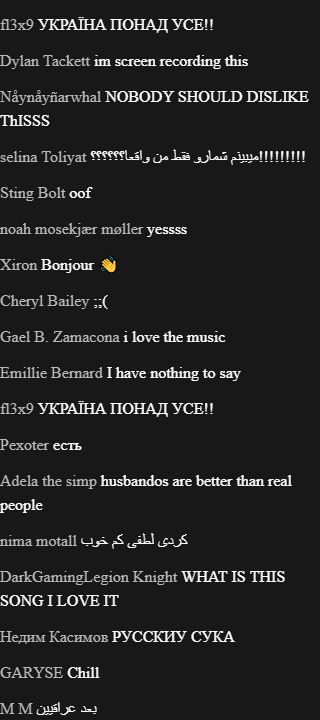 fl3x9 УКРАЇНА ПОНАД УСЕ!!
Dylan Tackett im screen recording this
Nåynåyñarwhal NOBODY SHOULD DISLIKE
ThISSS
selina Toliyat میبینم شمارو فقط من واقعا؟؟؟؟؟؟!!!!!!!!!
Sting Bolt oof
noah mosekjær møller yessss
Xiron Bonjour 👋
Cheryl Bailey ;;(
Gael B. Zamacona i love the music
Emillie Bernard I have nothing to say
fl3x9 УКРАЇНА ПОНАД УСЕ!!
Pexoter есть
Adela the simp husbandos are better than real
people
nima motall کردی لطفی کم خوب
DarkGamingLegion Knight WHAT IS THIS
SONG I LOVE IT
Недим Касимов РУССКИУ СУКА
GARYSE Chill
M M بعد عراقيين